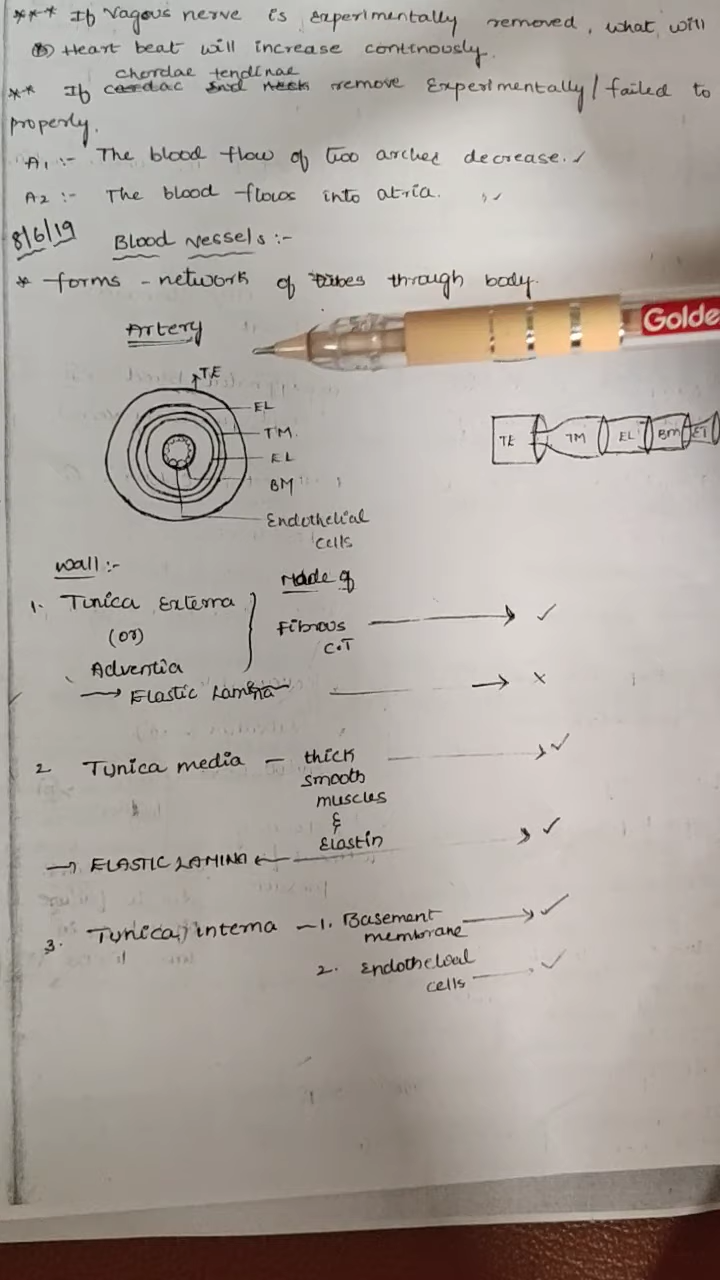 *** If Vagous nerve is experimentally removed, what will
(b) Heart beat will increase continously.
chordae tendinae
** If remove Experimentally / failed to
properly.
A1 :- The blood flow of two arches decrease. ✓
A2 :- The blood flows into atria. ✓
8/6/19 Blood vessels :-
* forms - network of tubes through body.
Golde
Artery
TE
EL
TM
EL
BM
Endothelial
cells
TE TM EL BM ET
Wall :-
Made of
1. Tunica Externa
(or)
Adventia
Fibrous
C.T → ✓
→ Elastic Lamina → ×
2 Tunica media - thick
smooth
muscles
&
Elastin → ✓
→ ELASTIC LAMINA ← → ✓
3. Tunica interna - 1. Basement
membrane → ✓
2. Endotheloal
cells → ✓